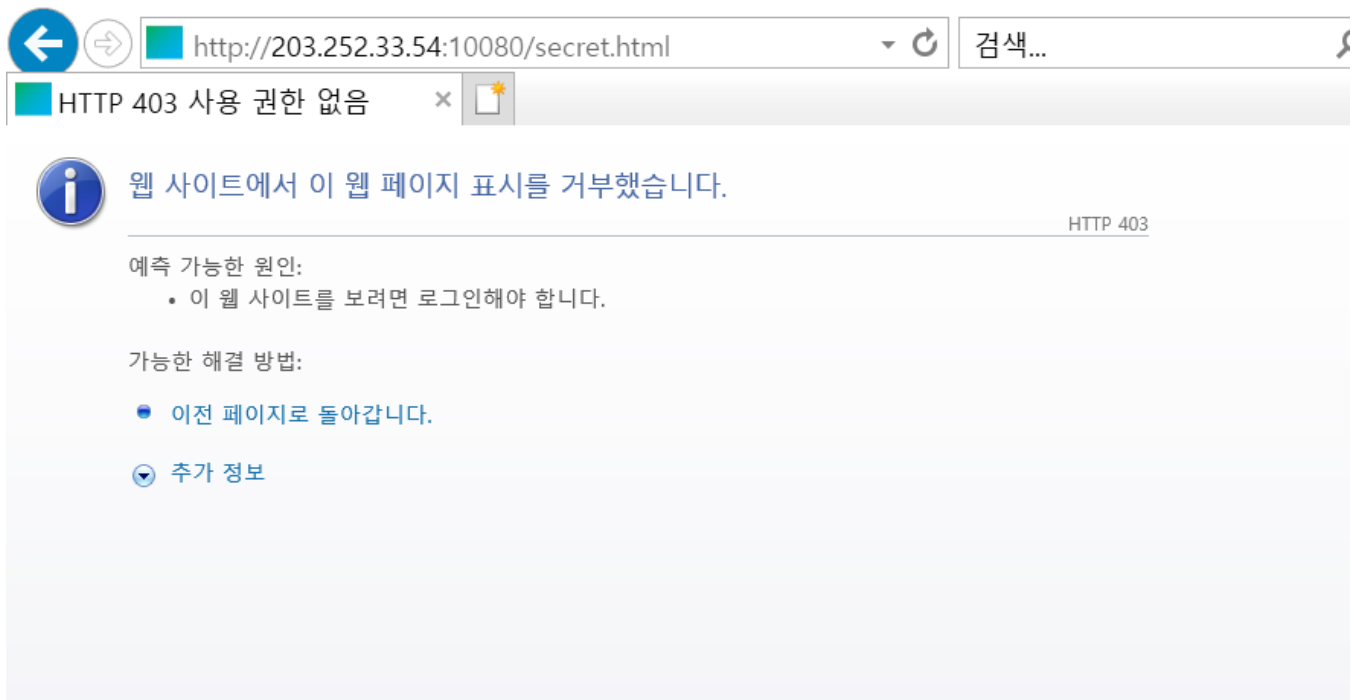 http://203.252.33.54:10080/secret.html
검색...
HTTP 403 사용 권한 없음
웹 사이트에서 이 웹 페이지 표시를 거부했습니다.
HTTP 403
예측 가능한 원인:
• 이 웹 사이트를 보려면 로그인해야 합니다.
가능한 해결 방법:
이전 페이지로 돌아갑니다.
추가 정보